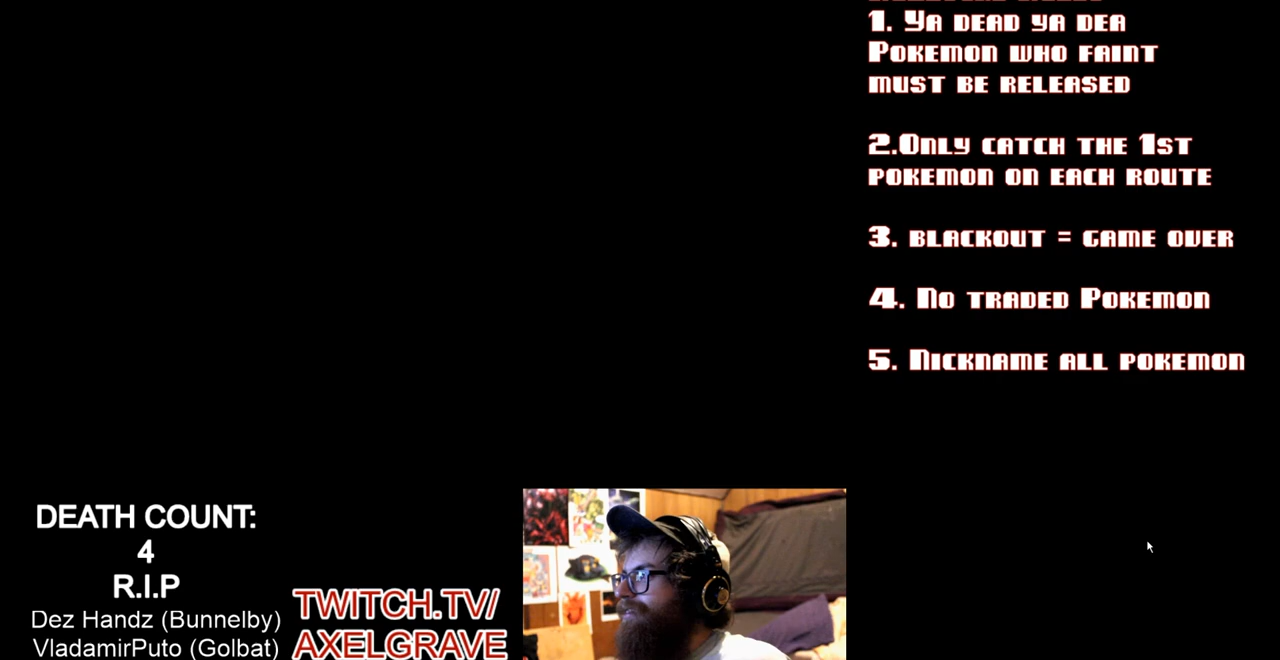 1. Ya dead ya dea
Pokemon who faint
must be released
2.Only catch the 1st
pokemon on each route
3. blackout = game over
4. No traded Pokemon
5. Nickname all pokemon
DEATH COUNT:
4
R.I.P
Dez Handz (Bunnelby)
VladamirPuto (Golbat)
TWITCH.TV/
AXELGRAVE